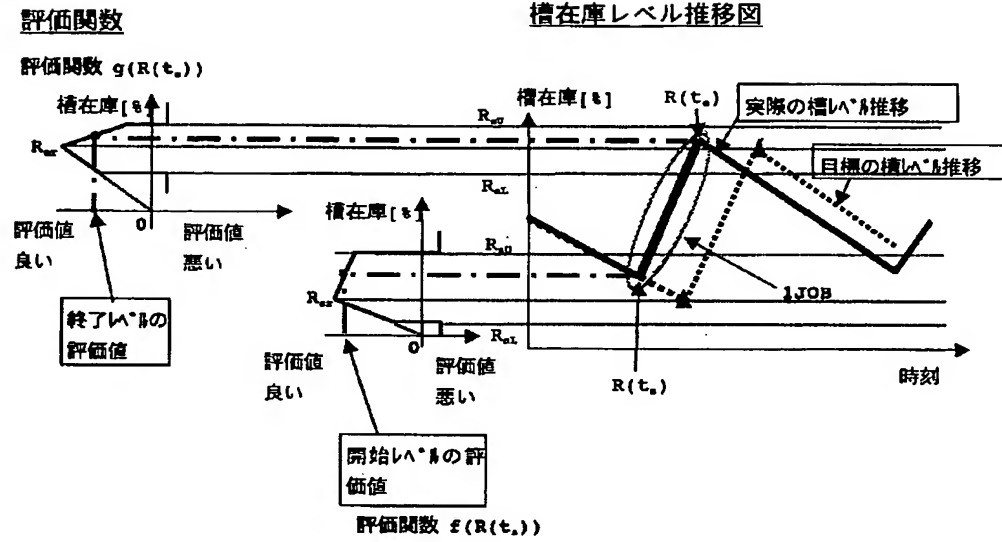 評価関数
槽在庫レベル推移図
評価関数 g(R(tₑ))
槽在庫[%]
槽在庫[%]
R(tₑ)
実際の槽ﾚﾍﾞﾙ推移
目標の槽ﾚﾍﾞﾙ推移
0
評価値
良い
評価値
悪い
槽在庫[%]
終了ﾚﾍﾞﾙの
評価値
1JOB
0
評価値
良い
評価値
悪い
R(tₛ)
時刻
開始ﾚﾍﾞﾙの評
価値
評価関数 f(R(tₛ))